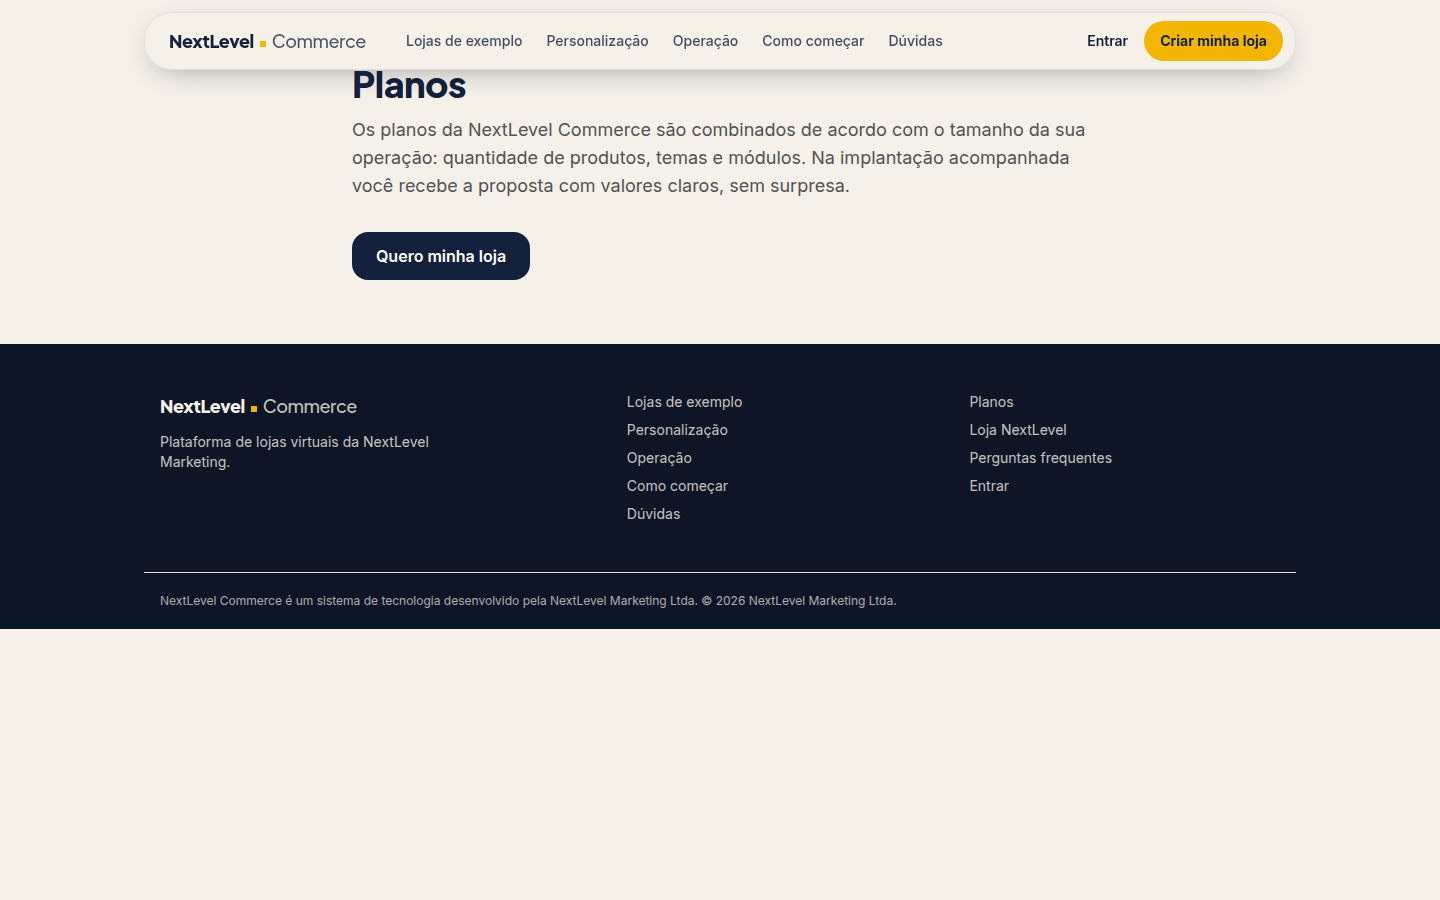 NextLevel Commerce
Lojas de exemplo
Personalização
Operação
Como começar
Dúvidas
Entrar
Criar minha loja
Planos
Os planos da NextLevel Commerce são combinados de acordo com o tamanho da sua
operação: quantidade de produtos, temas e módulos. Na implantação acompanhada
você recebe a proposta com valores claros, sem surpresa.
Quero minha loja
NextLevel Commerce
Plataforma de lojas virtuais da NextLevel
Marketing.
Lojas de exemplo
Personalização
Operação
Como começar
Dúvidas
Planos
Loja NextLevel
Perguntas frequentes
Entrar
NextLevel Commerce é um sistema de tecnologia desenvolvido pela NextLevel Marketing Ltda. © 2026 NextLevel Marketing Ltda.